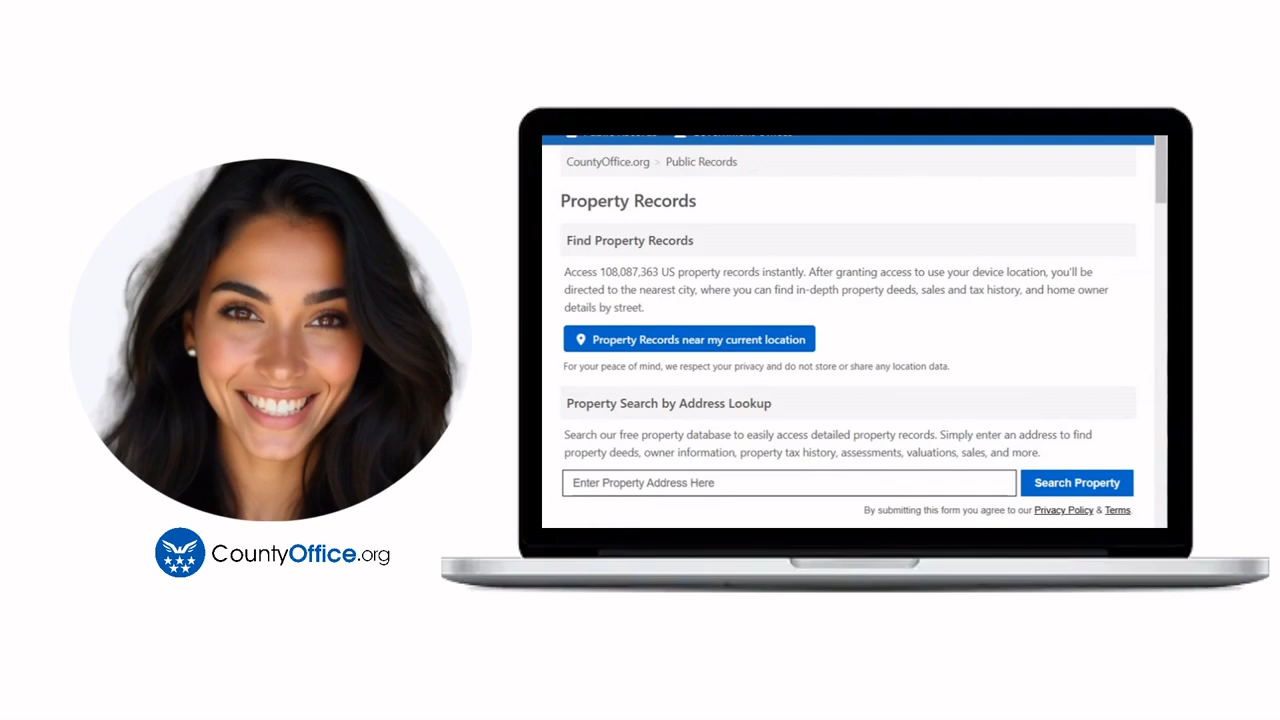 CountyOffice.org > Public Records
Property Records
Find Property Records
Access 108,087,363 US property records instantly. After granting access to use your device location, you'll be
directed to the nearest city, where you can find in-depth property deeds, sales and tax history, and home owner
details by street.
Property Records near my current location
For your peace of mind, we respect your privacy and do not store or share any location data.
Property Search by Address Lookup
Search our free property database to easily access detailed property records. Simply enter an address to find
property deeds, owner information, property tax history, assessments, valuations, sales, and more.
Enter Property Address Here
Search Property
By submitting this form you agree to our Privacy Policy & Terms.
CountyOffice.org